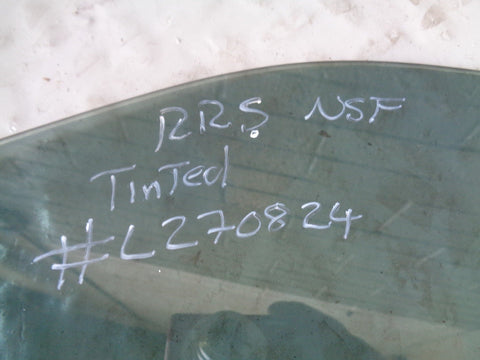 RRS NSF
TinTed
#L270824